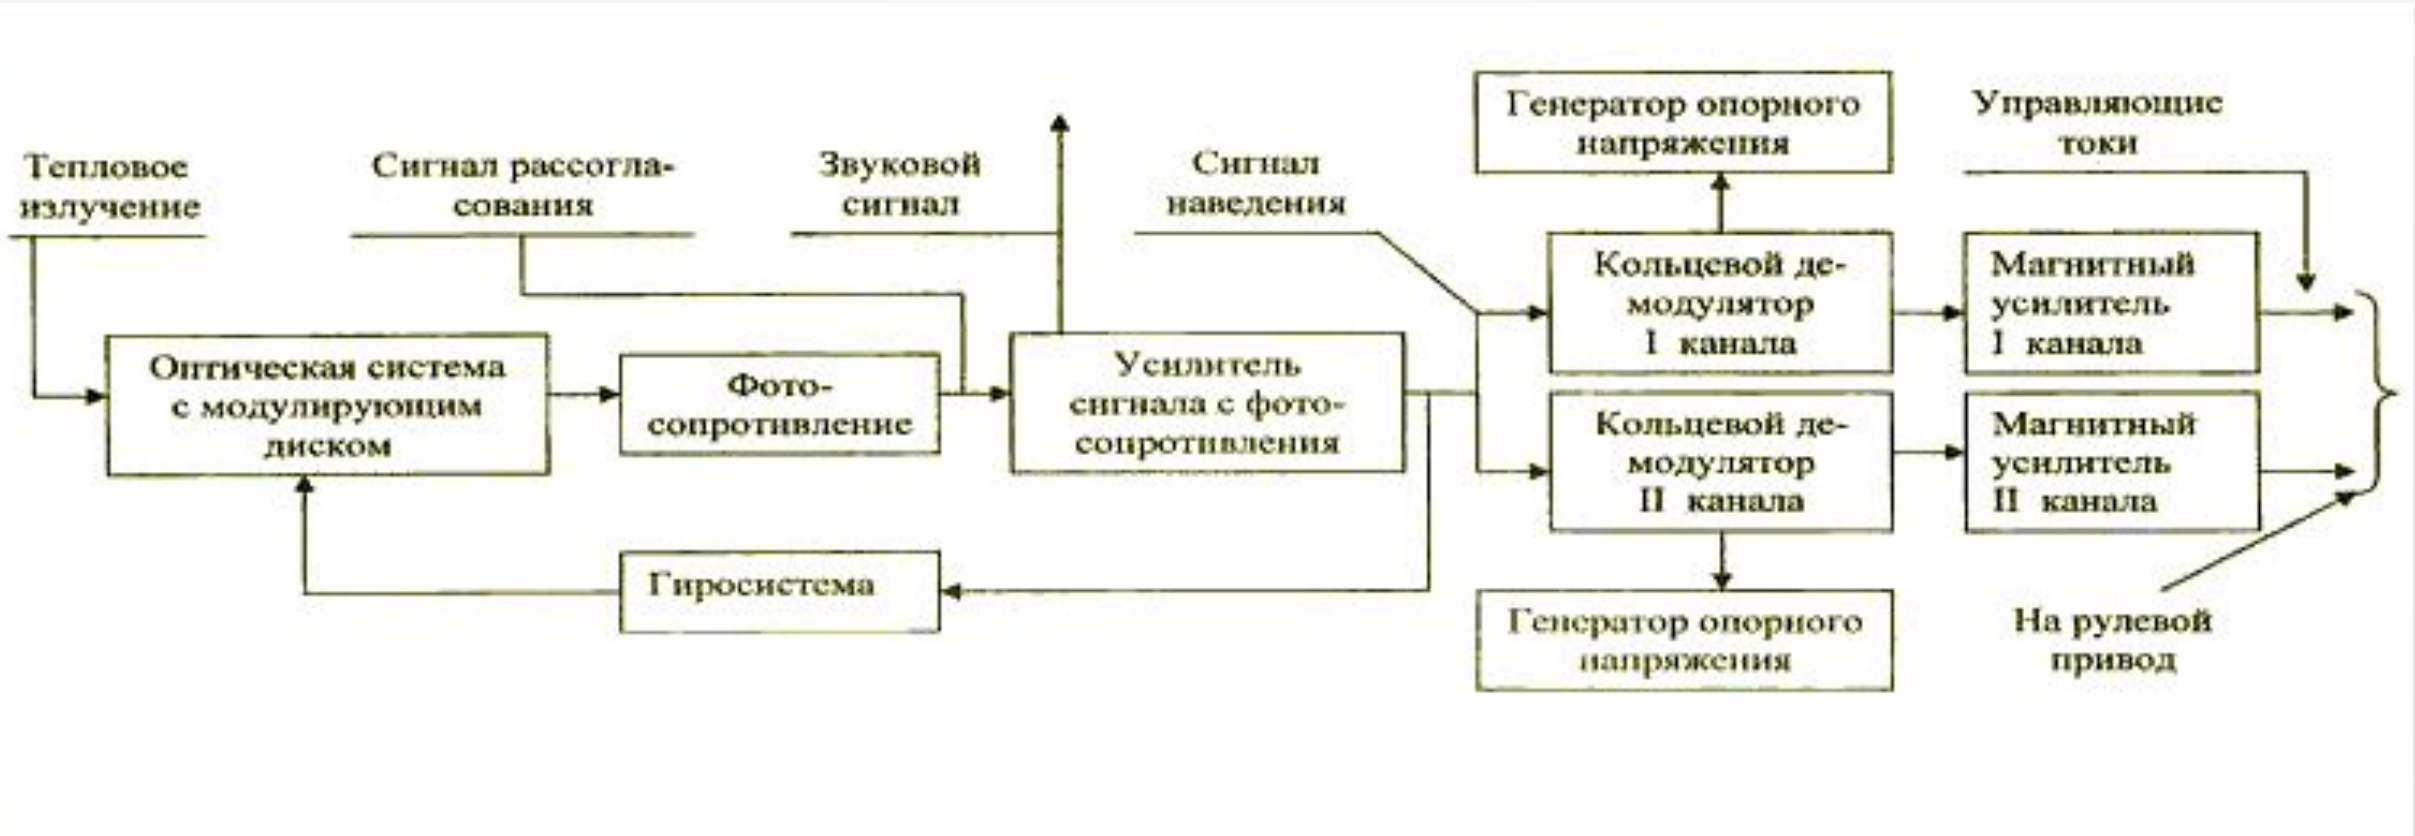 Тепловое
излучение
Сигнал рассогла-
сования
Звуковой
сигнал
Сигнал
наведения
Генератор опорного
напряжения
Управляющие
токи
Оптическая система
с модулирующим
диском
Фото-
сопротивление
Усилитель
сигнала с фото-
сопротивления
Кольцевой де-
модулятор
I канала
Магнитный
усилитель
I канала
Кольцевой де-
модулятор
II канала
Магнитный
усилитель
II канала
Гиросистема
Генератор опорного
напряжения
На рулевой
привод